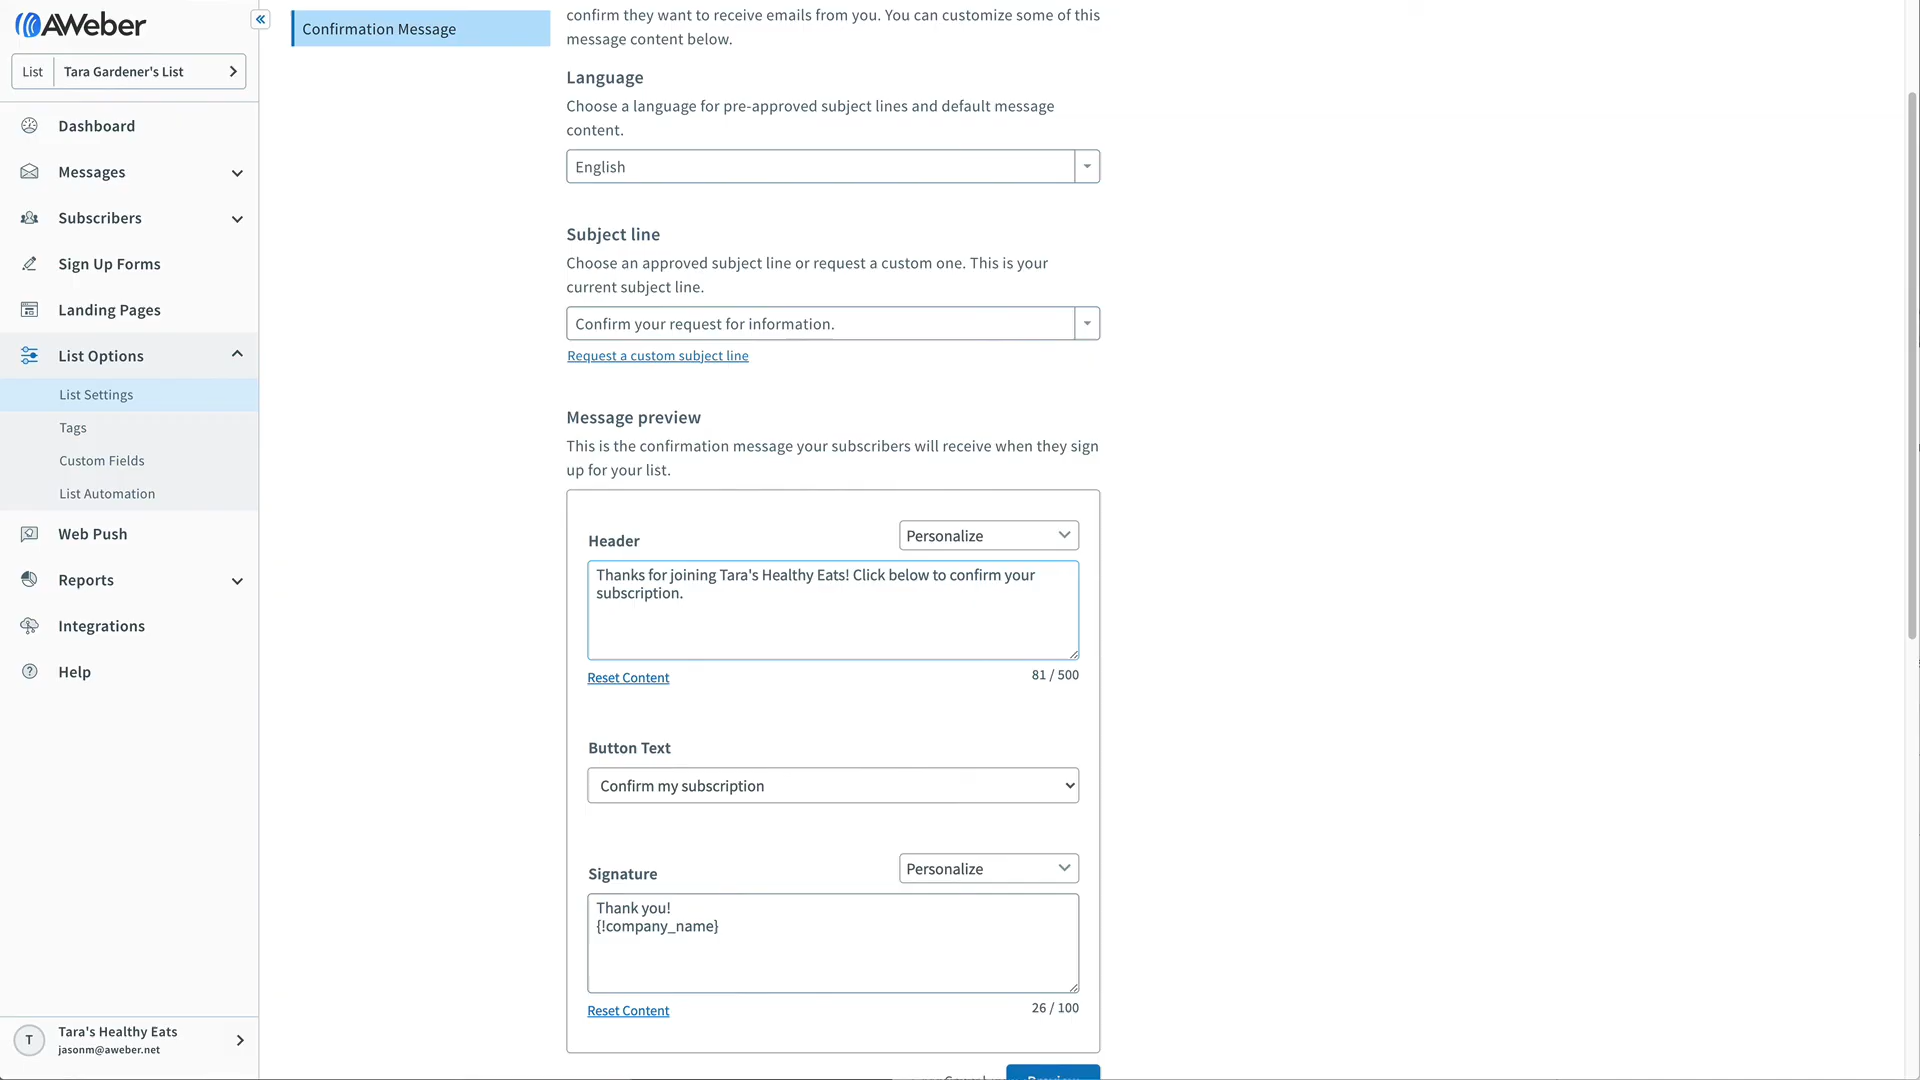 AWeber
List
Tara Gardener's List
Dashboard
Messages
Subscribers
Sign Up Forms
Landing Pages
List Options
List Settings
Tags
Custom Fields
List Automation
Web Push
Reports
Integrations
Help
T
Tara's Healthy Eats
jasonm@aweber.net
Confirmation Message
confirm they want to receive emails from you. You can customize some of this
message content below.
Language
Choose a language for pre-approved subject lines and default message
content.
English
Subject line
Choose an approved subject line or request a custom one. This is your
current subject line.
Confirm your request for information.
Request a custom subject line
Message preview
This is the confirmation message your subscribers will receive when they sign
up for your list.
Header
Personalize
Thanks for joining Tara's Healthy Eats! Click below to confirm your
subscription.
Reset Content
81 / 500
Button Text
Confirm my subscription
Signature
Personalize
Thank you!
{!company_name}
Reset Content
26 / 100